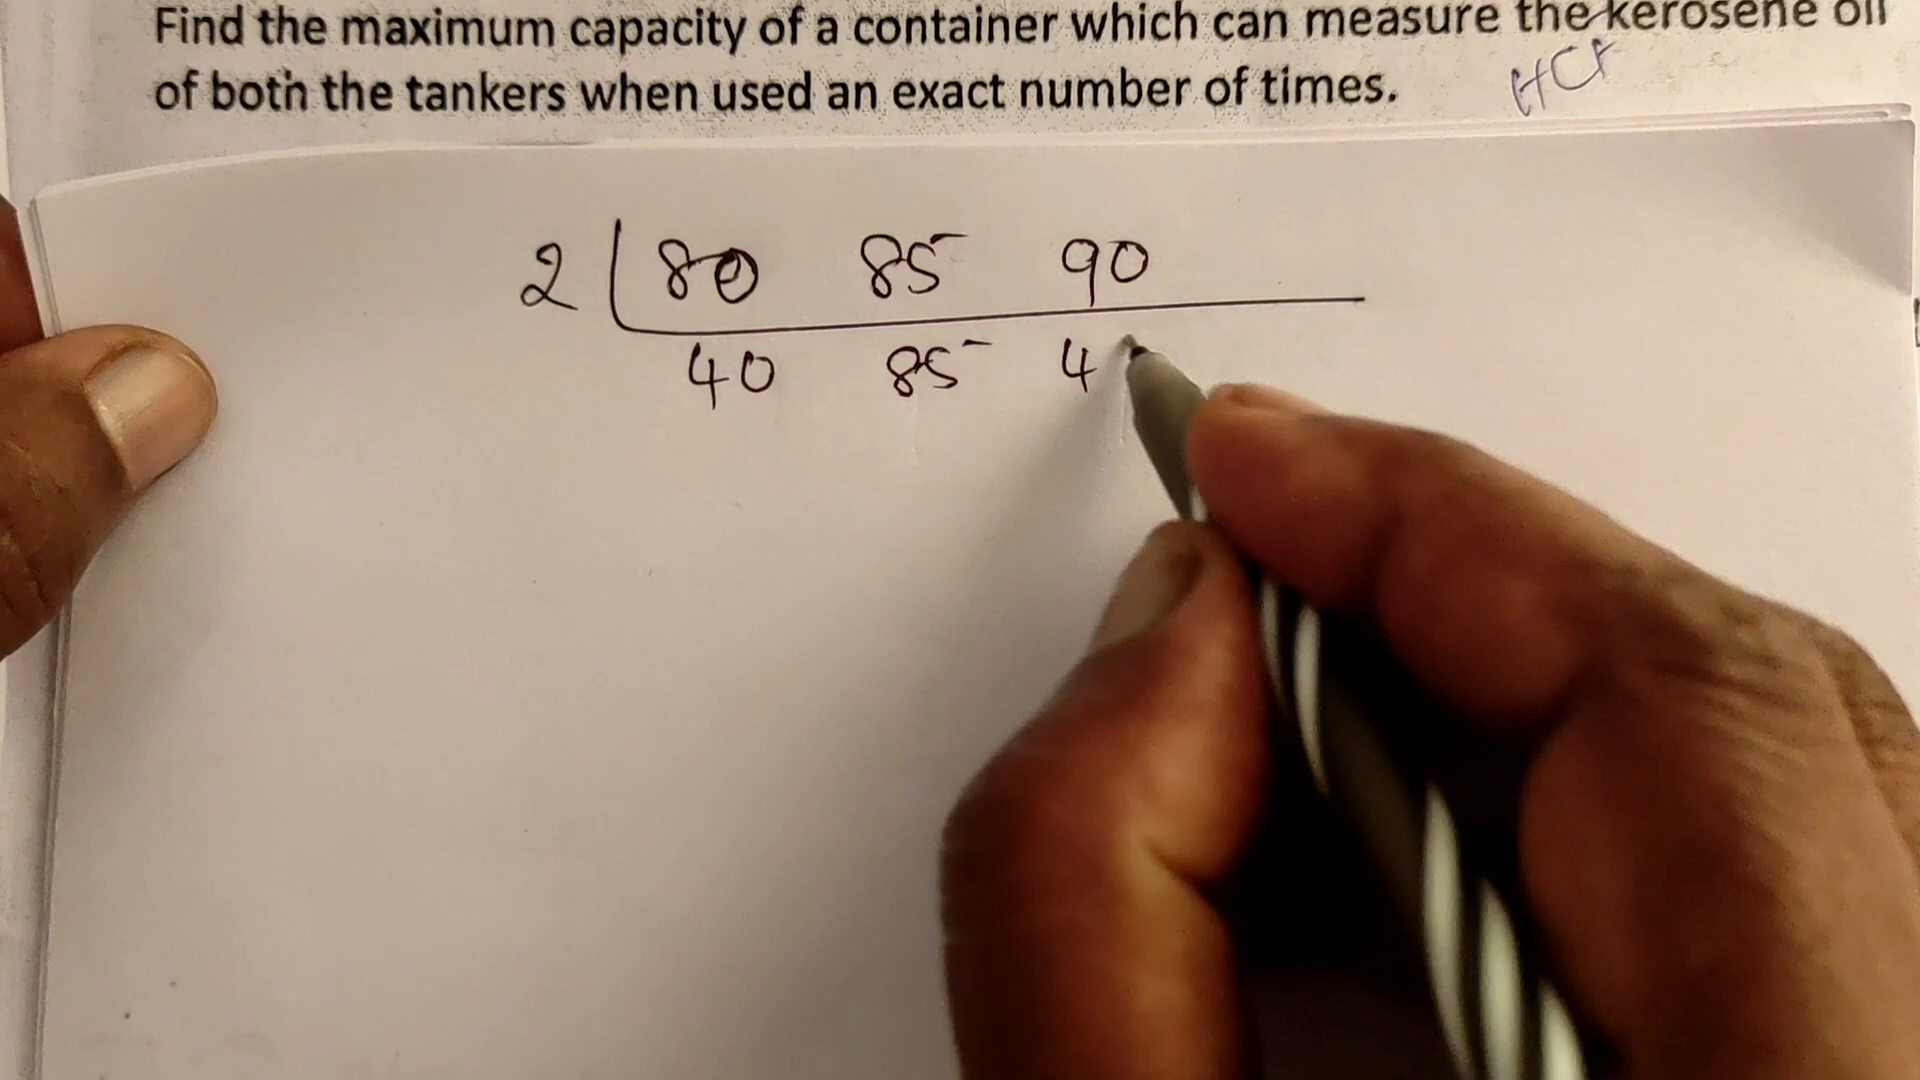 Find the maximum capacity of a container which can measure the kerosene oil
of both the tankers when used an exact number of times.
HCF
2 80 85 90
40 85 4